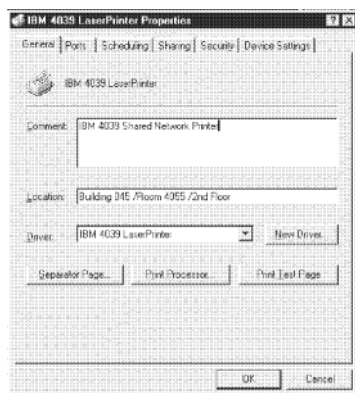 IBM 4039 LaserPrinter Properties
General Ports Scheduling Sharing Security Device Settings
IBM 4039 LaserPrinter
Comment: IBM 4039 Shared Network Printer
Location: Building 045 /Room 4055 /2nd Floor
Driver: IBM 4039 LaserPrinter New Driver...
Separator Page... Print Processor... Print Test Page
OK Cancel